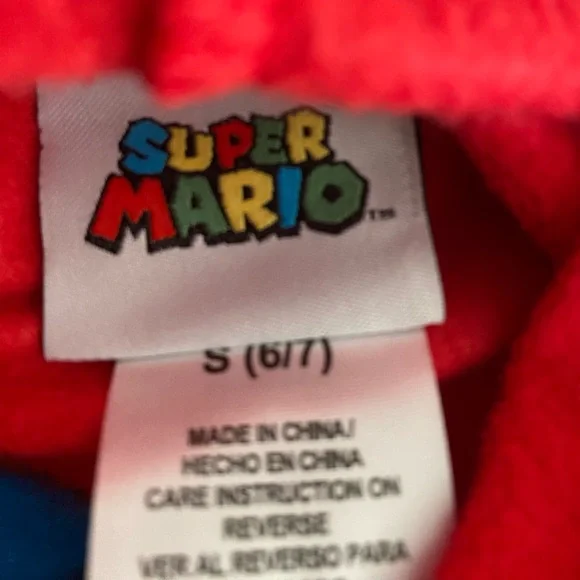 SUPER
MARIO™
S (6/7)
MADE IN CHINA/
HECHO EN CHINA
CARE INSTRUCTION ON
REVERSE
VER AL REVERSO PARA